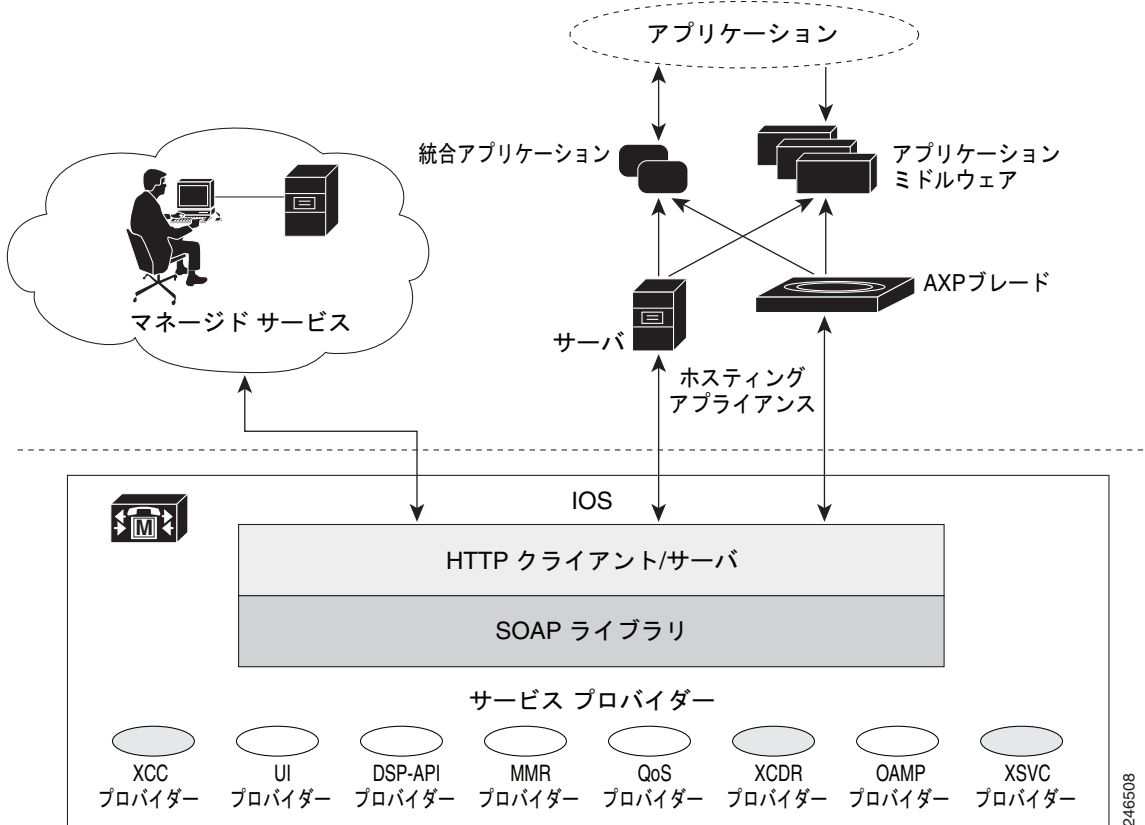 アプリケーション
統合アプリケーション
アプリケーション
ミドルウェア
AXPブレード
マネージド サービス
サーバ
ホスティング
アプライアンス
IOS
M
HTTP クライアント/サーバ
SOAP ライブラリ
サービス プロバイダー
XCC
プロバイダー
UI
プロバイダー
DSP-API
プロバイダー
MMR
プロバイダー
QoS
プロバイダー
XCDR
プロバイダー
OAMP
プロバイダー
XSVC
プロバイダー
246508